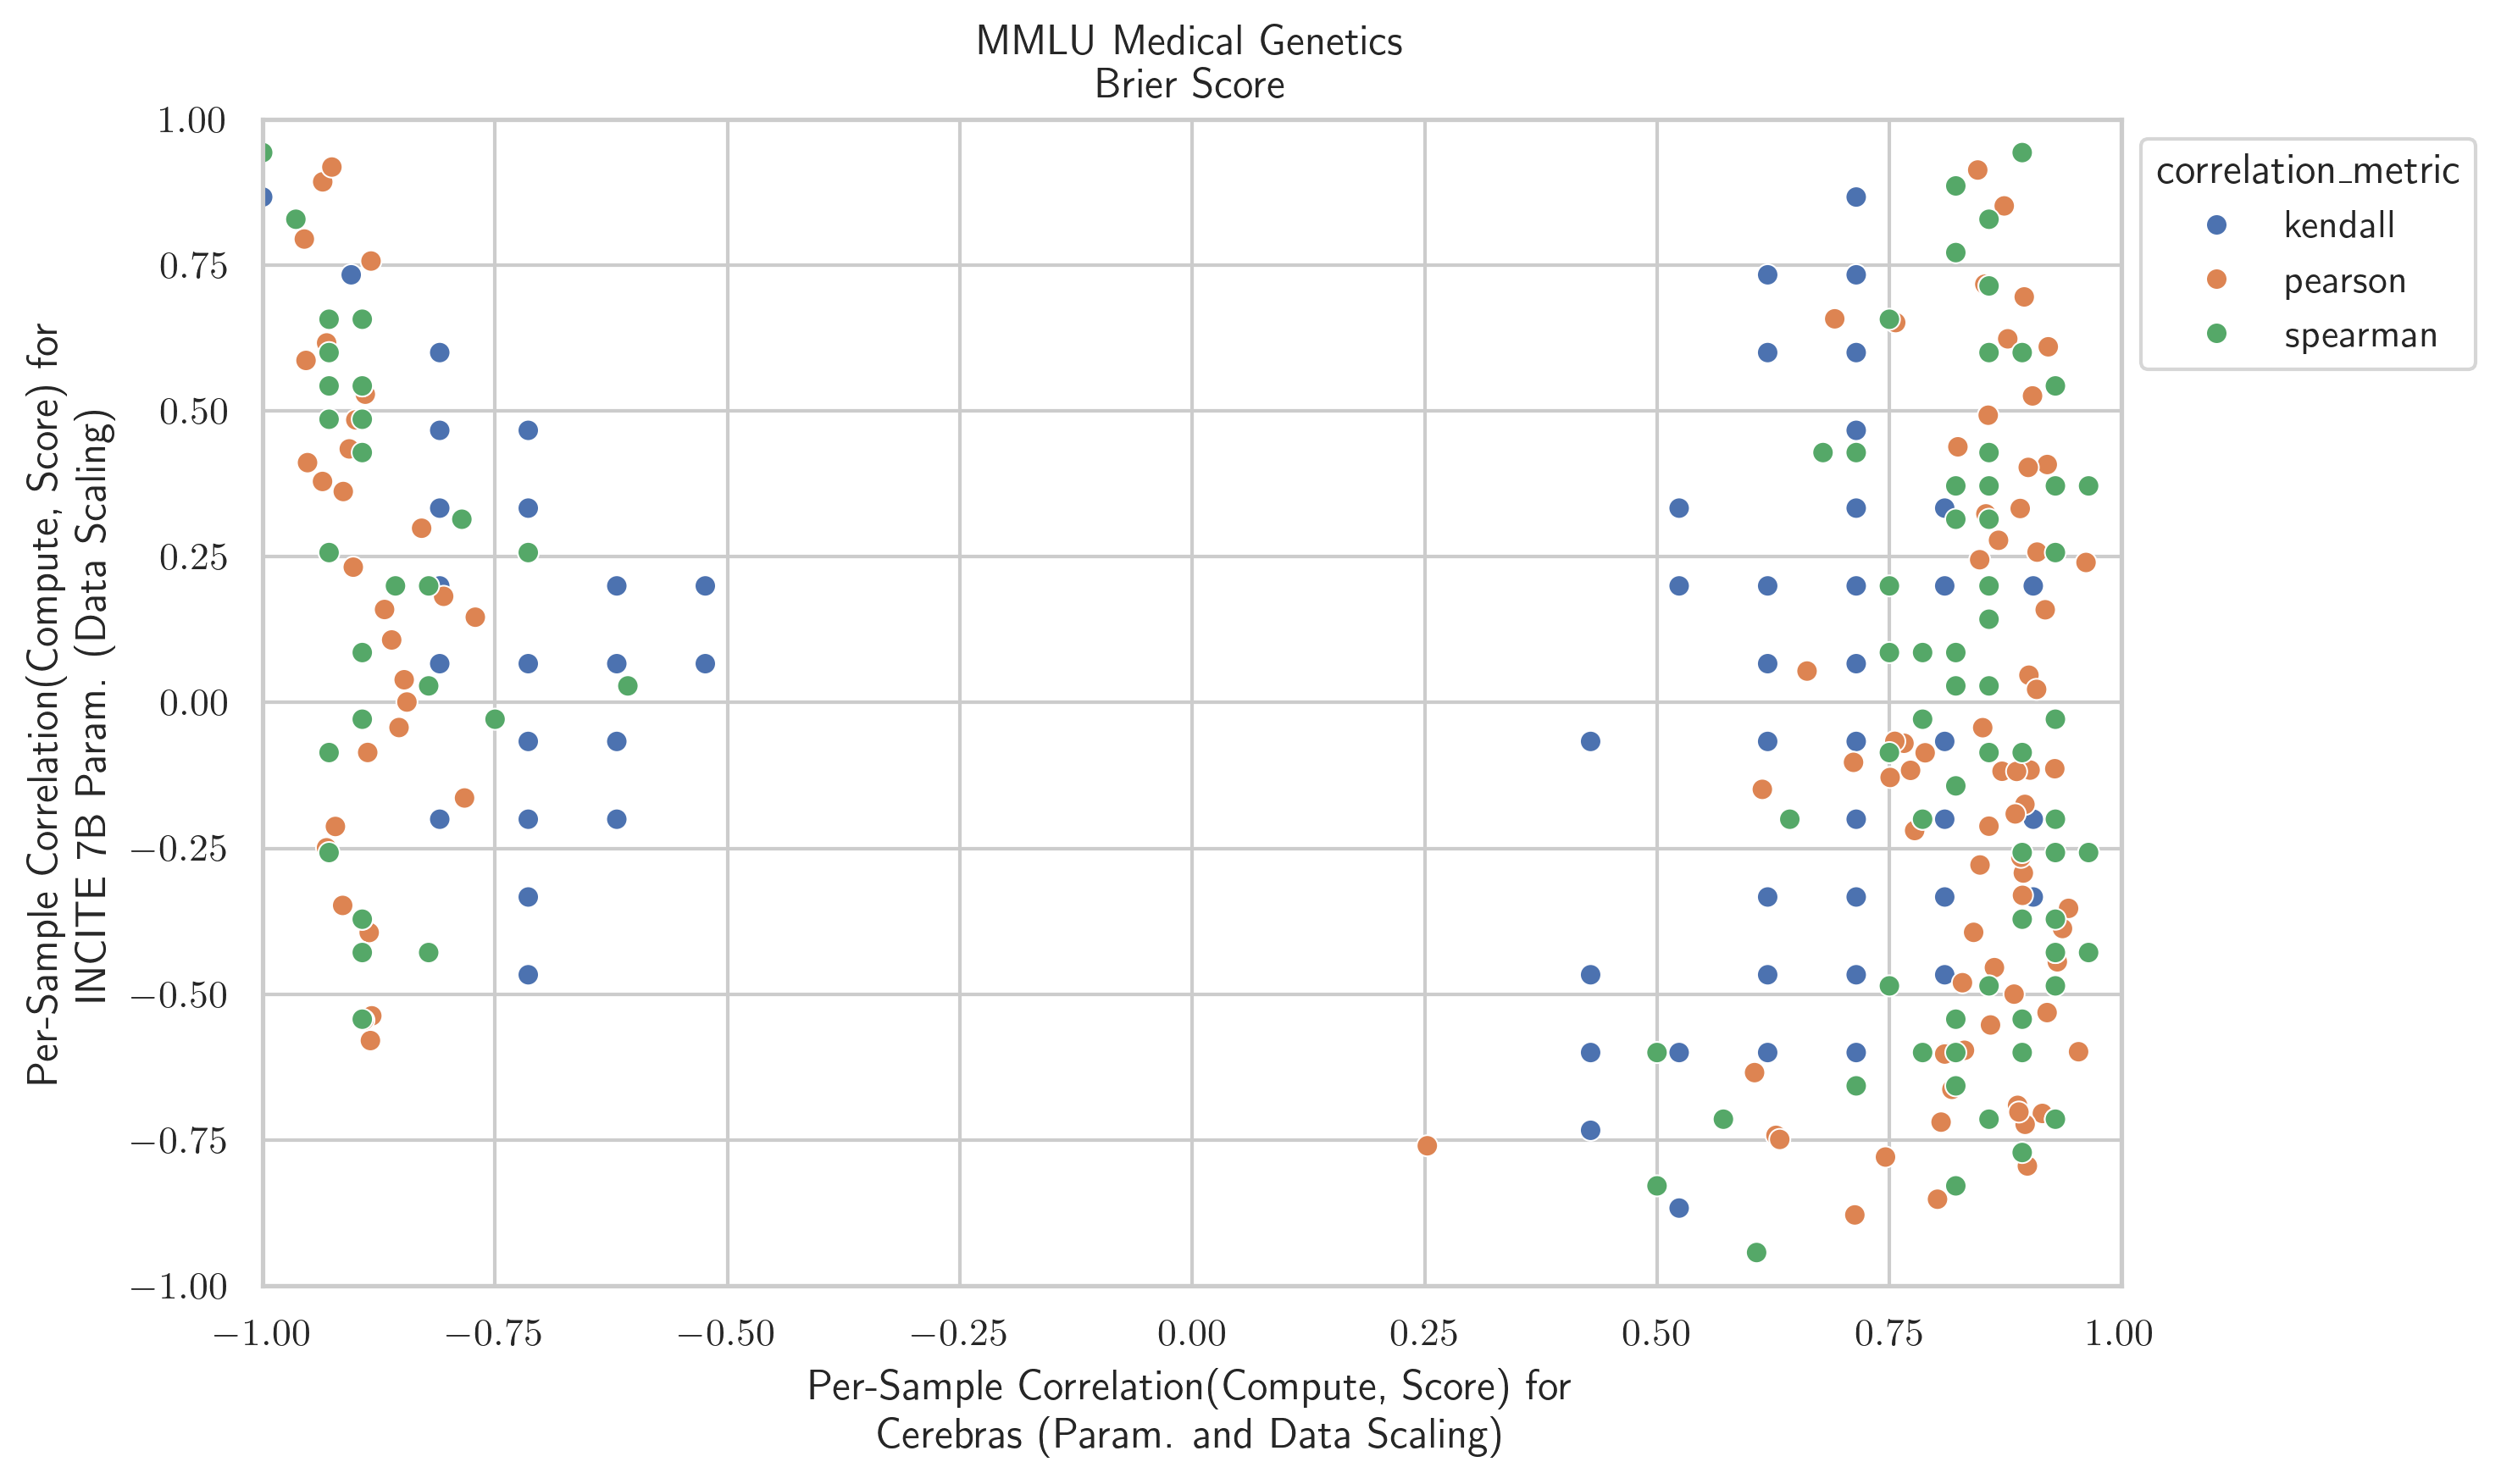 MMLU Medical Genetics
Brier Score
Per-Sample Correlation(Compute, Score) for
INCITE 7B Param. (Data Scaling)
1.00
0.75
0.50
0.25
0.00
−0.25
−0.50
−0.75
−1.00
−1.00 −0.75 −0.50 −0.25 0.00 0.25 0.50 0.75 1.00
Per-Sample Correlation(Compute, Score) for
Cerebras (Param. and Data Scaling)
correlation_metric
kendall
pearson
spearman